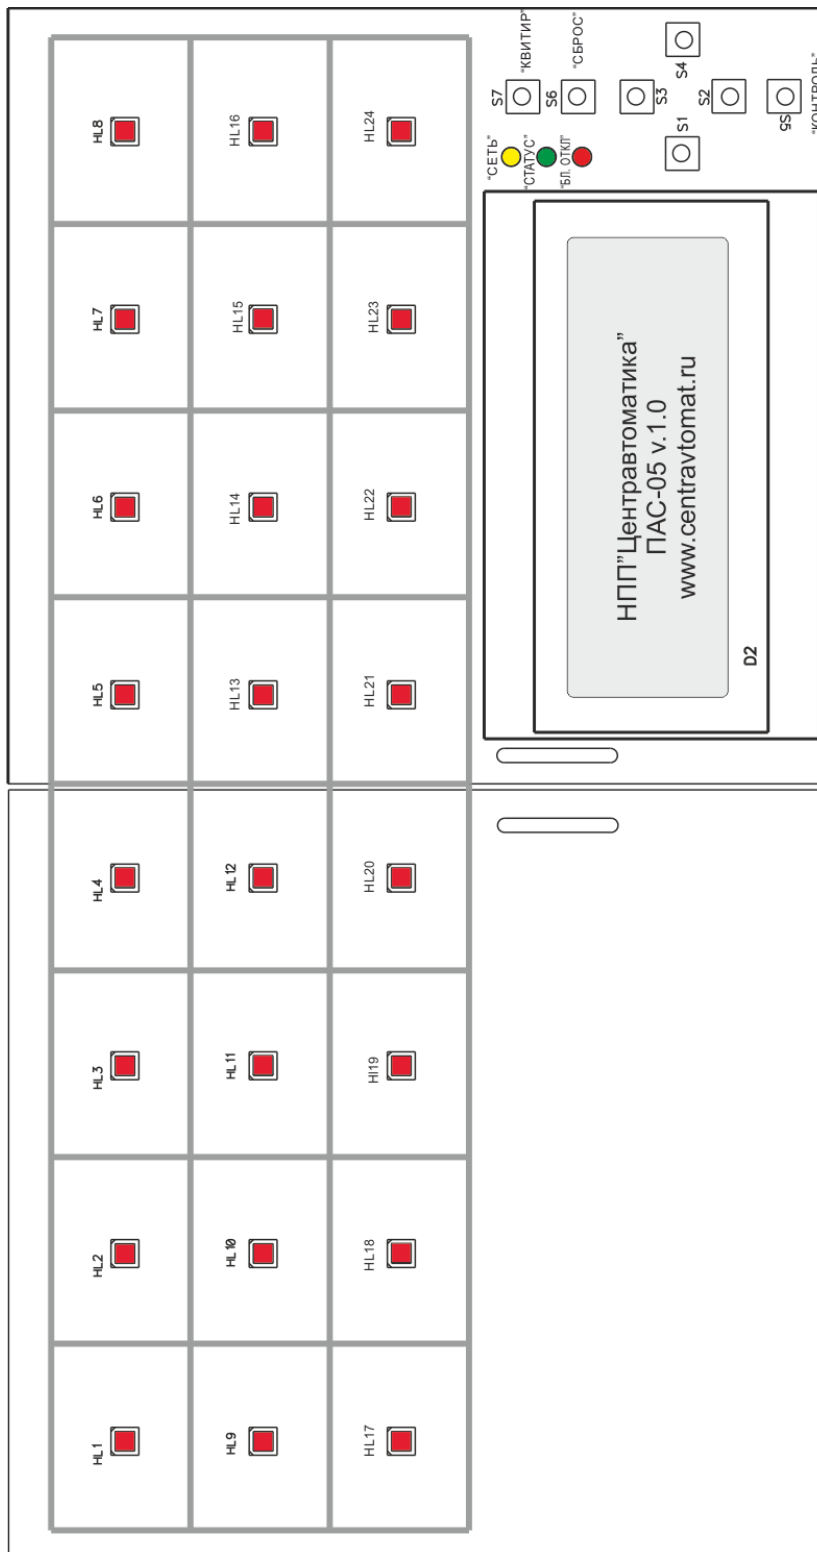 HL1 HL2 HL3 HL4 HL5 HL6 HL7 HL8
HL9 HL10 HL11 HL12 HL13 HL14 HL15 HL16
HL17 HL18 HI19 HL20 HL21 HL22 HL23 HL24
"СЕТЬ" S7 "КВИТИР"
"СТАТУС"
"БЛ. ОТКЛ" S6 "СБРОС"
НПП"Центравтоматика"
ПАС-05 v.1.0
www.centravtomat.ru
S3
S1 S4
S2
D2
S5
"КОНТРОЛЬ"